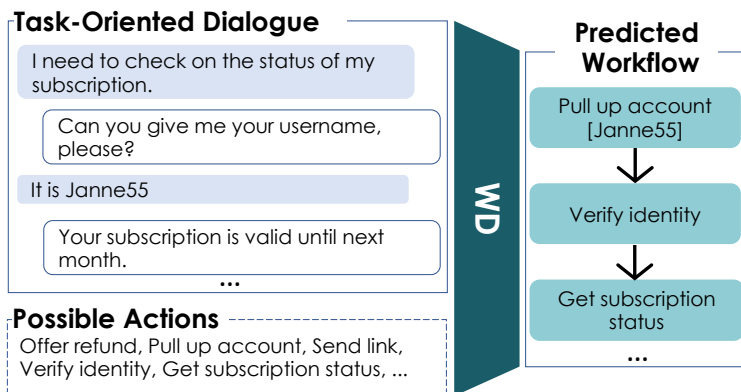 Task-Oriented Dialogue
I need to check on the status of my
subscription.
Can you give me your username,
please?
It is Janne55
Your subscription is valid until next
month.
...
Possible Actions
Offer refund, Pull up account, Send link,
Verify identity, Get subscription status, ...
WD
Predicted
Workflow
Pull up account
[Janne55]
Verify identity
Get subscription
status
...